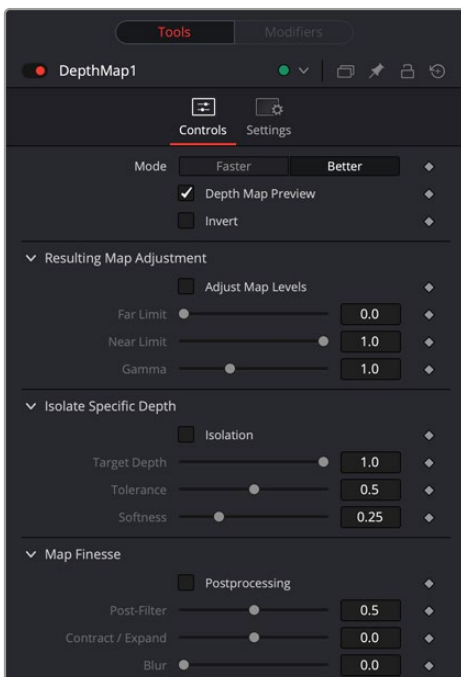 Tools Modifiers
DepthMap1
Controls Settings
Mode Faster Better
Depth Map Preview
Invert
Resulting Map Adjustment
Adjust Map Levels
Far Limit 0.0
Near Limit 1.0
Gamma 1.0
Isolate Specific Depth
Isolation
Target Depth 1.0
Tolerance 0.5
Softness 0.25
Map Finesse
Postprocessing
Post-Filter 0.5
Contract / Expand 0.0
Blur 0.0